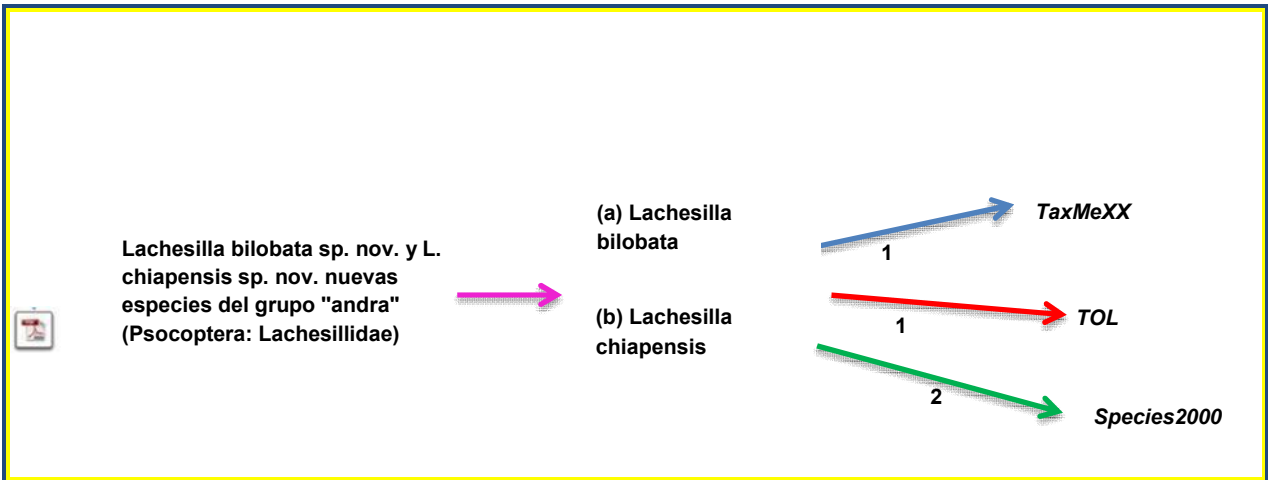 Lachesilla bilobata sp. nov. y L.
chiapensis sp. nov. nuevas
especies del grupo "andra"
(Psocoptera: Lachesillidae)
(a) Lachesilla
bilobata
(b) Lachesilla
chiapensis
1
TaxMeXX
1
TOL
2
Species2000